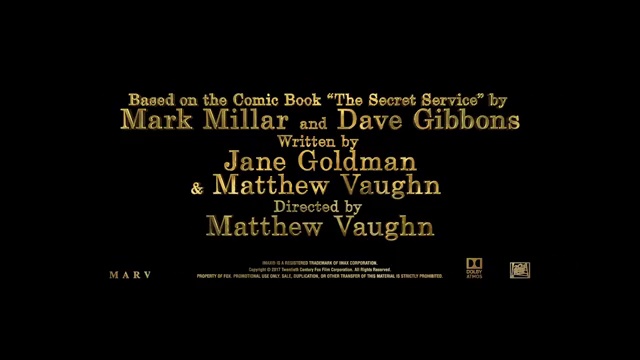 Based on the Comic Book “The Secret Service” by
Mark Millar and Dave Gibbons
Written by
Jane Goldman
& Matthew Vaughn
Directed by
Matthew Vaughn
IMAX® IS A REGISTERED TRADEMARK OF IMAX CORPORATION.
Copyright © 2017 Twentieth Century Fox Film Corporation. All Rights Reserved.
PROPERTY OF FOX. PROMOTIONAL USE ONLY. SALE, DUPLICATION, OR OTHER TRANSFER OF THIS MATERIAL IS STRICTLY PROHIBITED.
MARV
DOLBY
ATMOS